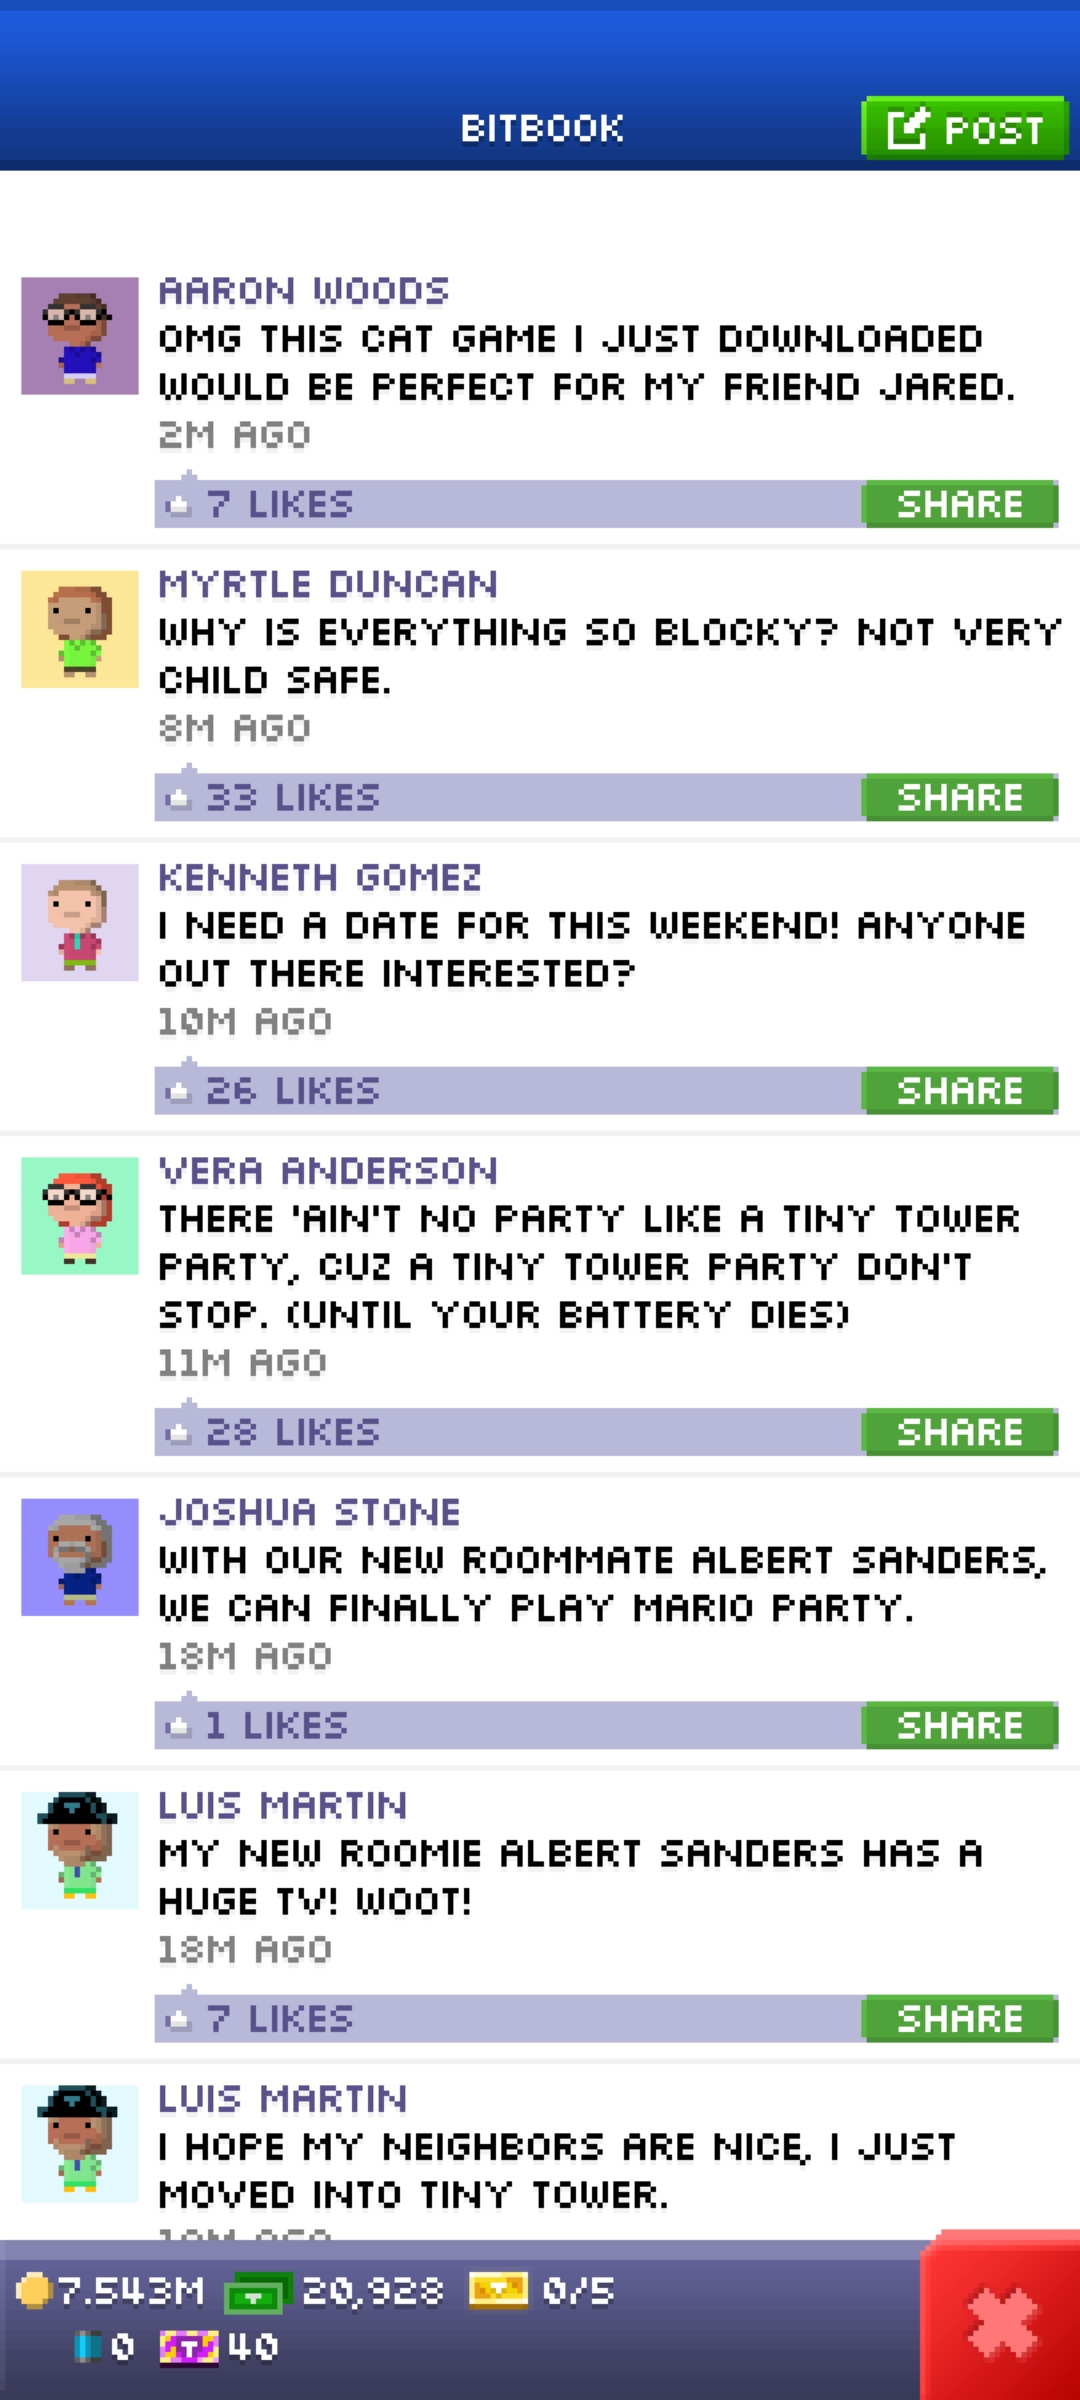 BITBOOK
POST
AARON WOODS
OMG THIS CAT GAME I JUST DOWNLOADED
WOULD BE PERFECT FOR MY FRIEND JARED.
2M AGO
7 LIKES
SHARE
MYRTLE DUNCAN
WHY IS EVERYTHING SO BLOCKY? NOT VERY
CHILD SAFE.
8M AGO
33 LIKES
SHARE
KENNETH GOMEZ
I NEED A DATE FOR THIS WEEKEND! ANYONE
OUT THERE INTERESTED?
10M AGO
26 LIKES
SHARE
VERA ANDERSON
THERE 'AIN'T NO PARTY LIKE A TINY TOWER
PARTY, CUZ A TINY TOWER PARTY DON'T
STOP. (UNTIL YOUR BATTERY DIES)
11M AGO
28 LIKES
SHARE
JOSHUA STONE
WITH OUR NEW ROOMMATE ALBERT SANDERS,
WE CAN FINALLY PLAY MARIO PARTY.
18M AGO
1 LIKES
SHARE
LUIS MARTIN
MY NEW ROOMIE ALBERT SANDERS HAS A
HUGE TV! WOOT!
18M AGO
7 LIKES
SHARE
LUIS MARTIN
I HOPE MY NEIGHBORS ARE NICE, I JUST
MOVED INTO TINY TOWER.
AGO
7.543M 20,928 0/5
0 T 40